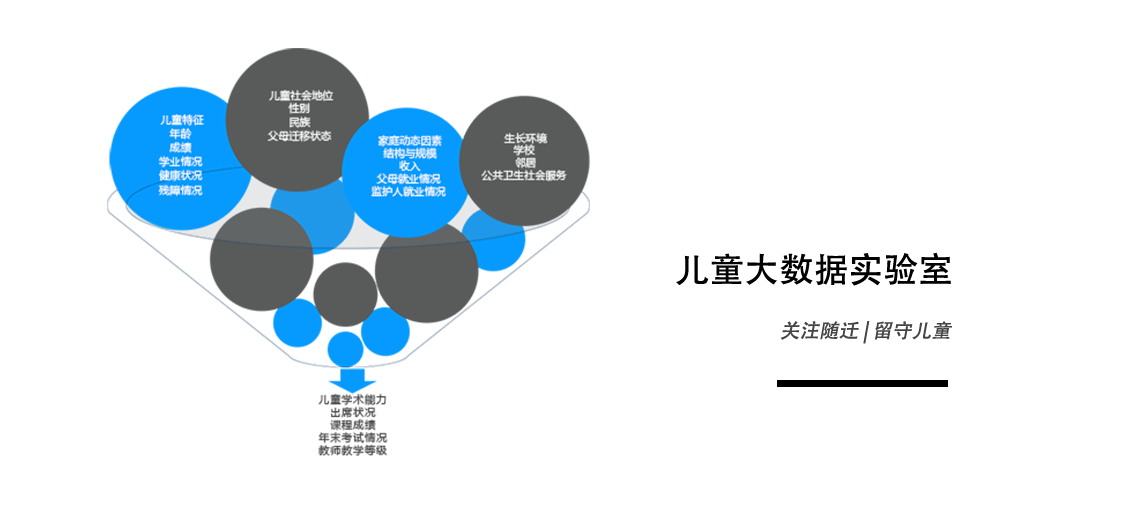 儿童特征
年龄
成绩
学业情况
健康状况
残障情况
儿童社会地位
性别
民族
父母迁移状态
家庭动态因素
结构与规模
收入
父母就业情况
监护人就业情况
生长环境
学校
邻居
公共卫生社会服务
儿童学术能力
出席状况
课程成绩
年末考试情况
教师教学等级
儿童大数据实验室
关注随迁 | 留守儿童